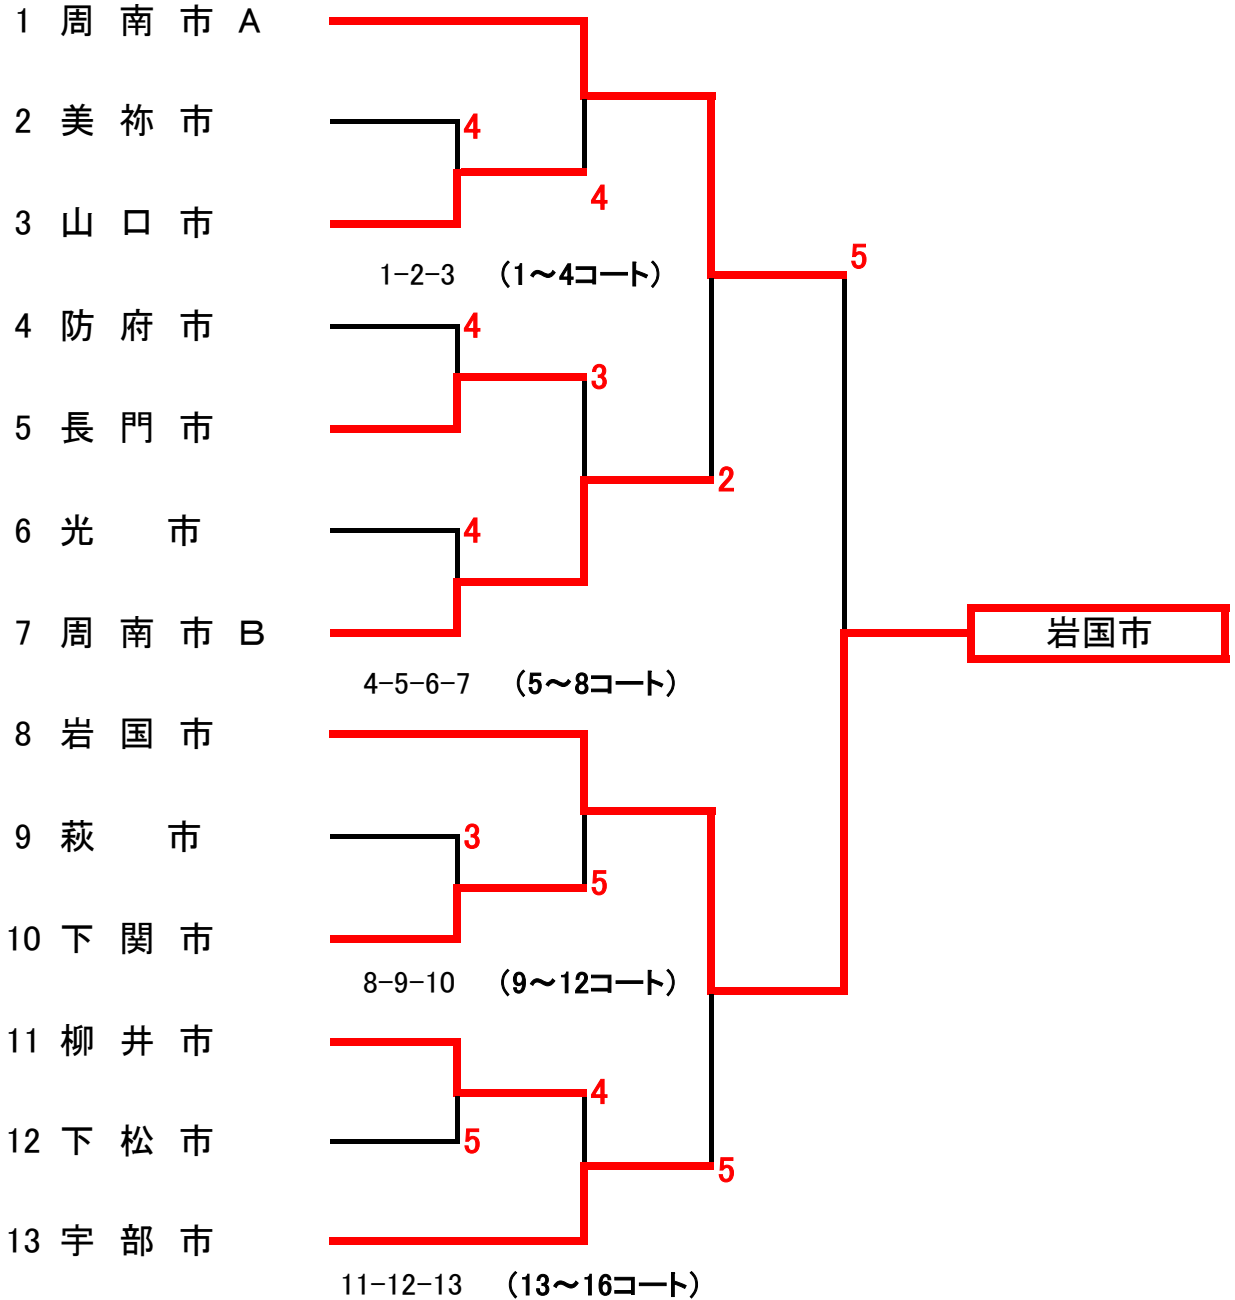 1 周南市A
2 美祢市 4
3 山口市 4
1-2-3 （1～4コート） 5
4 防府市 4
3
5 長門市
2
6 光市 4
7 周南市B
岩国市
4-5-6-7 （5～8コート）
8 岩国市
9 萩市 3
5
10 下関市
8-9-10 （9～12コート）
11 柳井市
4
12 下松市 5
5
13 宇部市
11-12-13 （13～16コート）